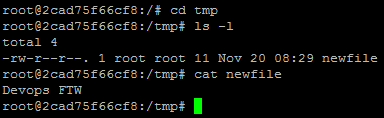 root@2cad75f66cf8:/# cd tmp
root@2cad75f66cf8:/tmp# ls -l
total 4
-rw-r--r--. 1 root root 11 Nov 20 08:29 newfile
root@2cad75f66cf8:/tmp# cat newfile
Devops FTW
root@2cad75f66cf8:/tmp#